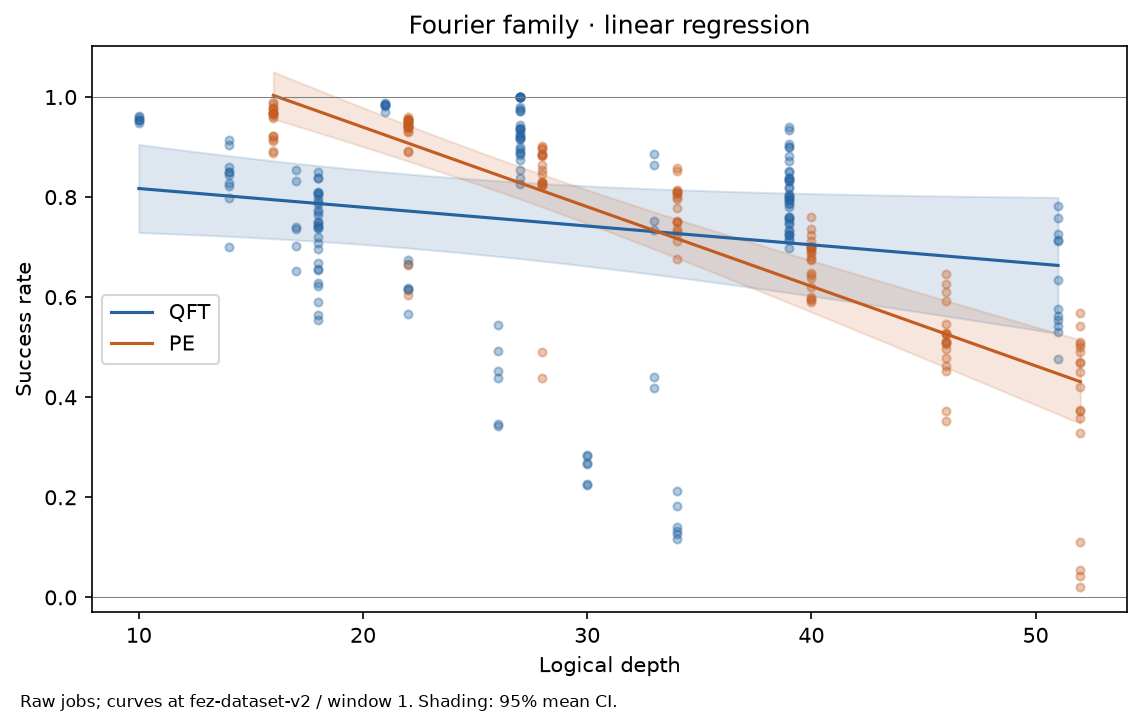 Fourier family · linear regression
Success rate
1.0
0.8
0.6
0.4
0.2
0.0
QFT
PE
10 20 30 40 50
Logical depth
Raw jobs; curves at fez-dataset-v2 / window 1. Shading: 95% mean CI.